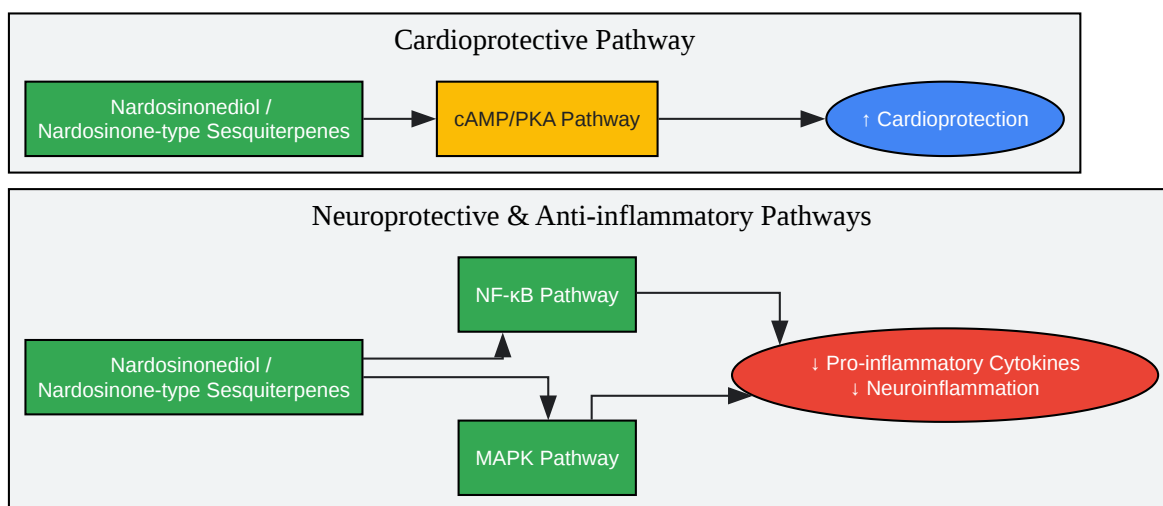 Cardioprotective Pathway
Nardosinonediol /
Nardosinone-type Sesquiterpenes
cAMP/PKA Pathway
↑ Cardioprotection
Neuroprotective & Anti-inflammatory Pathways
NF-κB Pathway
Nardosinonediol /
Nardosinone-type Sesquiterpenes
↓ Pro-inflammatory Cytokines
↓ Neuroinflammation
MAPK Pathway